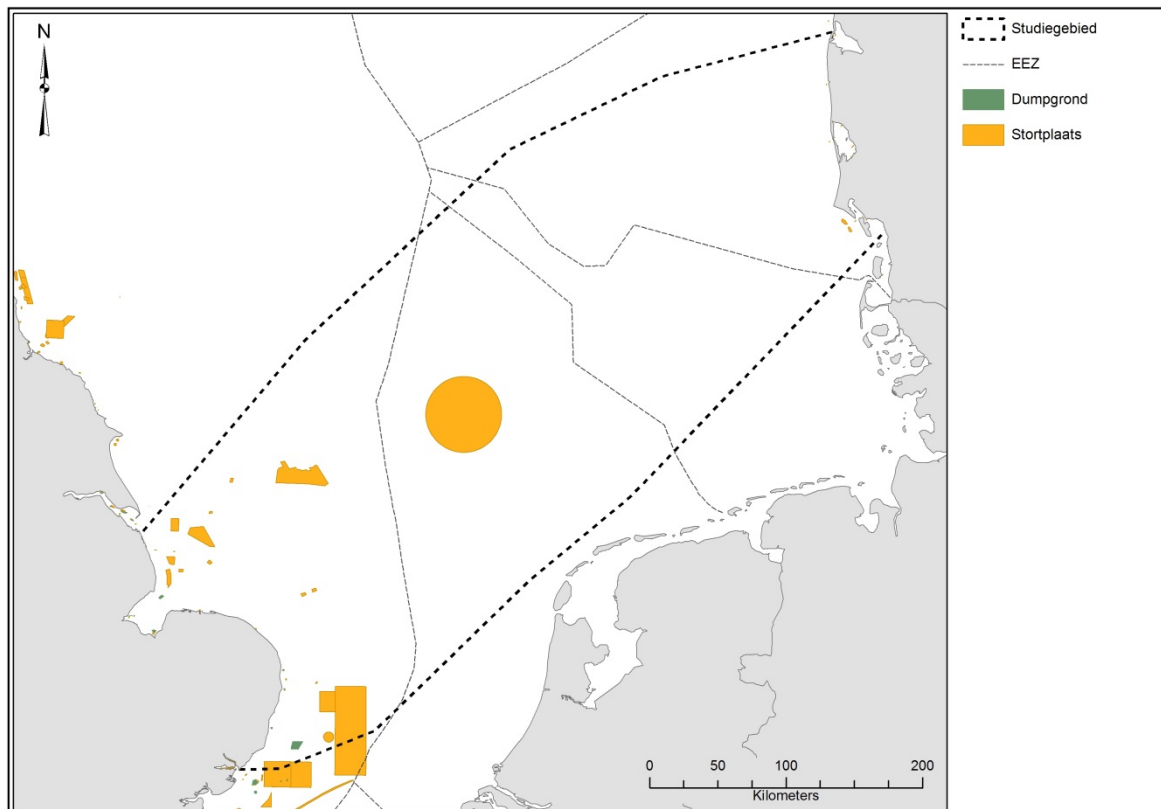 N
Studiegebied
EEZ
Dumpgrond
Stortplaats
0 50 100 200
Kilometers